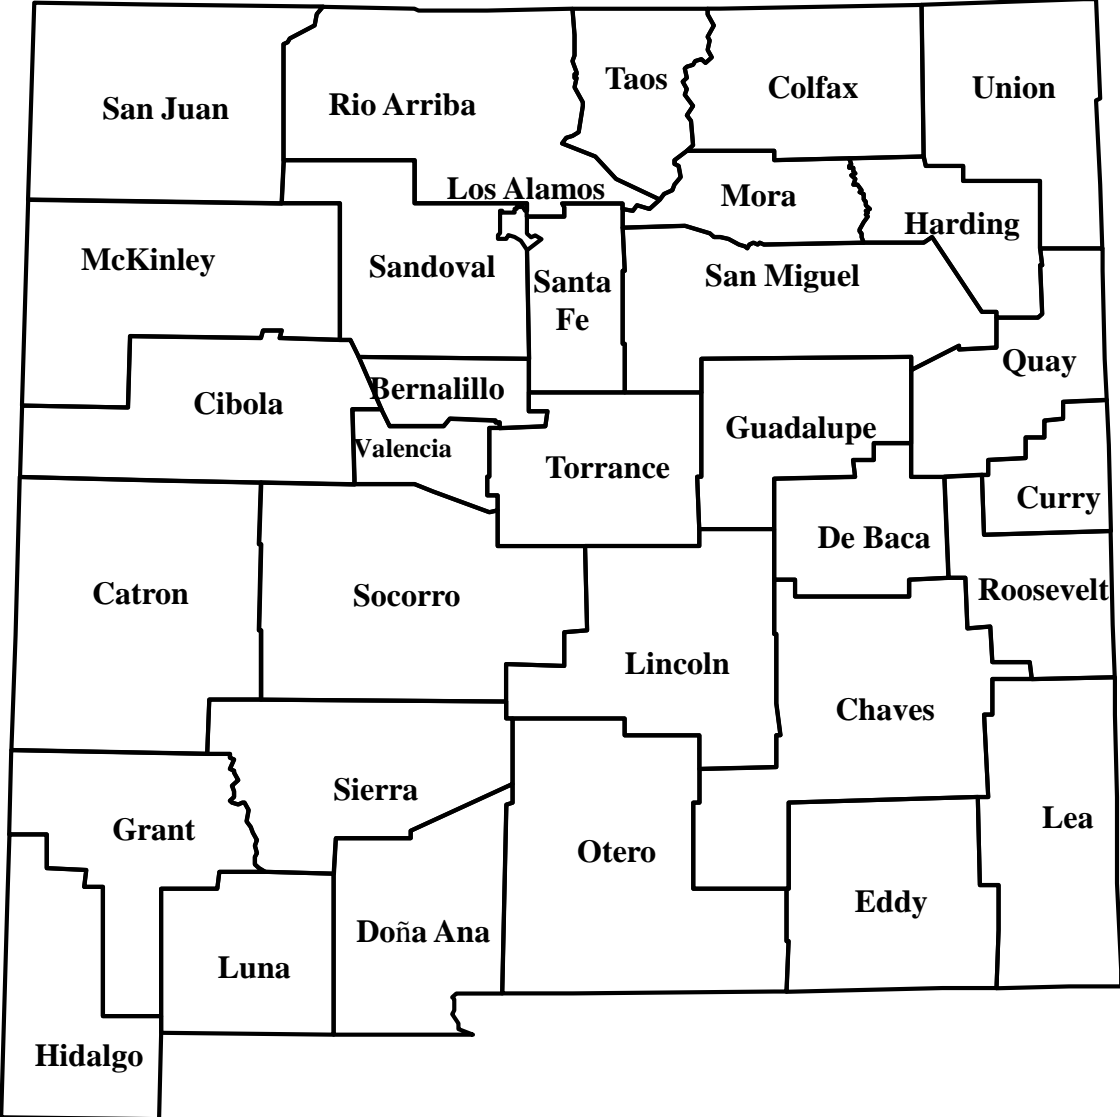 Taos
Colfax
Union
San Juan
Rio Arriba
Los Alamos
Mora
Harding
McKinley
Sandoval
Santa
Fe
San Miguel
Quay
Bernalillo
Cibola
Guadalupe
Valencia
Torrance
Curry
De Baca
Catron
Socorro
Roosevelt
Lincoln
Chaves
Sierra
Grant
Otero
Lea
Eddy
Doña Ana
Luna
Hidalgo